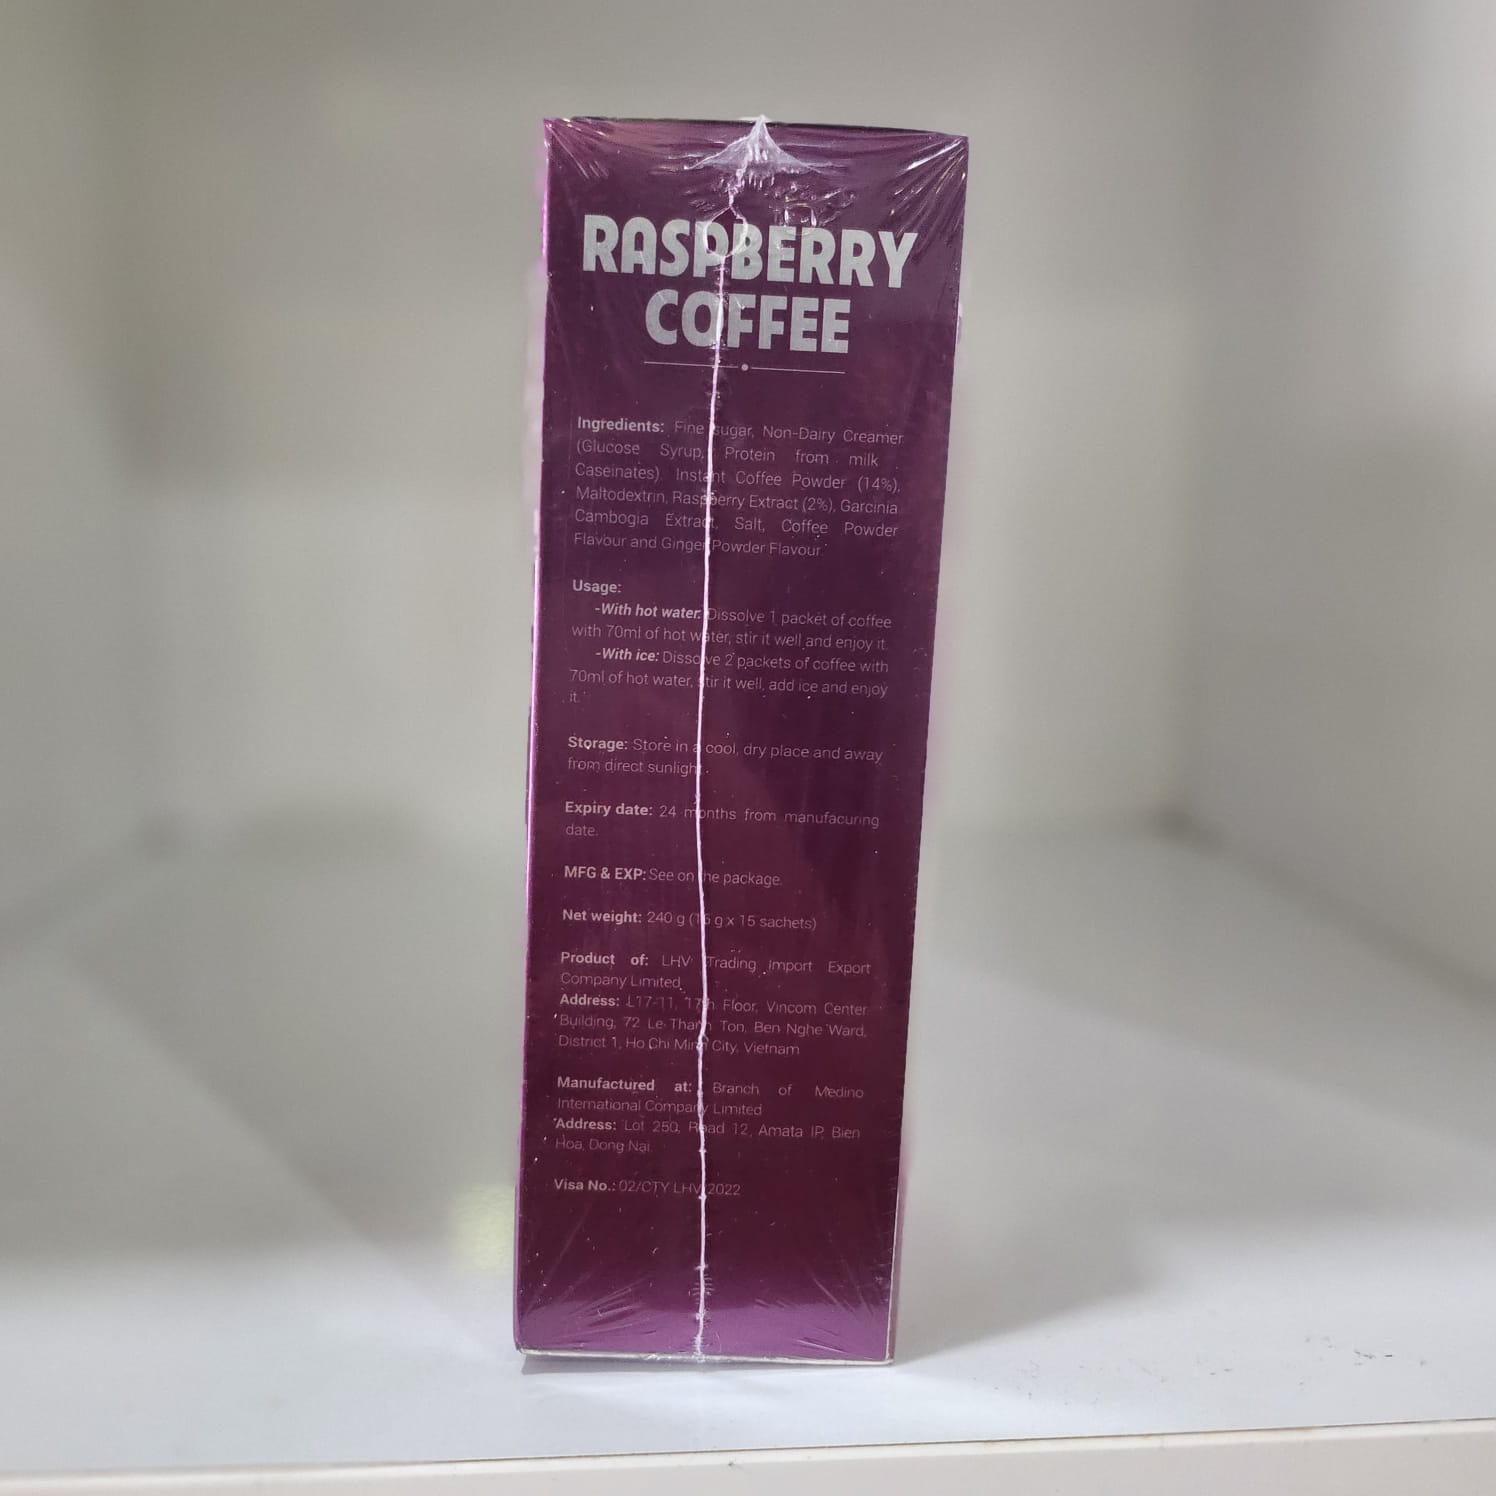 RASPBERRY
COFFEE
Ingredients: Fine sugar, Non-Dairy Creamer
(Glucose Syrup, Protein from milk
Caseinates). Instant Coffee Powder (14%),
Maltodextrin, Raspberry Extract (2%), Garcinia
Cambogia Extract, Salt, Coffee Powder
Flavour and Ginger Powder Flavour.
Usage:
-With hot water: Dissolve 1 packet of coffee
with 70ml of hot water, stir it well and enjoy it.
-With ice: Dissolve 2 packets of coffee with
70ml of hot water, stir it well, add ice and enjoy
it.
Storage: Store in a cool, dry place and away
from direct sunlight.
Expiry date: 24 months from manufacuring
date.
MFG & EXP: See on the package.
Net weight: 240 g (16 g x 15 sachets)
Product of: LHV Trading Import Export
Company Limited
Address: L17-11, 17th Floor, Vincom Center
Building, 72 Le Thanh Ton, Ben Nghe Ward,
District 1, Ho Chi Minh City, Vietnam
Manufactured at: Branch of Medino
International Company Limited
Address: Lot 250, Road 12, Amata IP, Bien
Hoa, Dong Nai.
Visa No.: 02/CTY LHV/2022